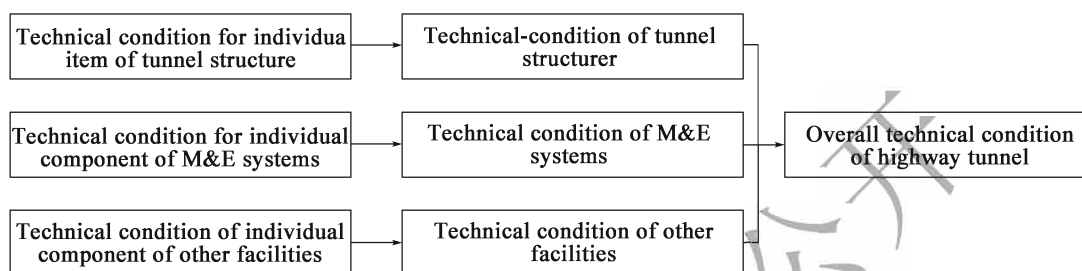 Technical condition for individua
item of tunnel structure
Technical-condition of tunnel
structurer
Technical condition for individual
component of M&E systems
Technical condition of M&E
systems
Overall technical condition
of highway tunnel
Technical condition of individual
component of other facilities
Technical condition of other
facilities